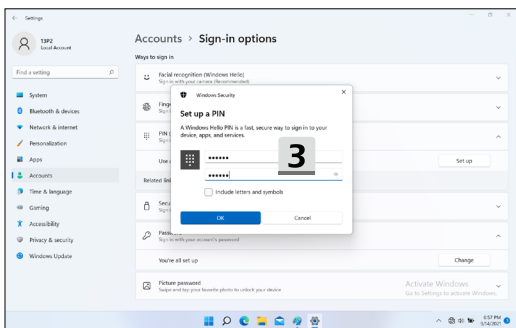 Settings
13P2
Local Account
Find a setting
System
Bluetooth & devices
Network & internet
Personalization
Apps
Accounts
Time & language
Gaming
Accessibility
Privacy & security
Windows Update
Accounts > Sign-in options
Ways to sign in
Facial recognition (Windows Hello)
Sign in with your camera (Recommended)
Windows Security
Set up a PIN
A Windows Hello PIN is a fast, secure way to sign in to your
device, apps, and services.
3
Include letters and symbols
OK
Cancel
PIN
Set up
Password
Sign in with your account's password
You're all set up
Change
Picture password
Swipe and tap your favorite photo to unlock your device
Activate Windows
Go to Settings to activate Windows.
6:57 PM
5/14/2021